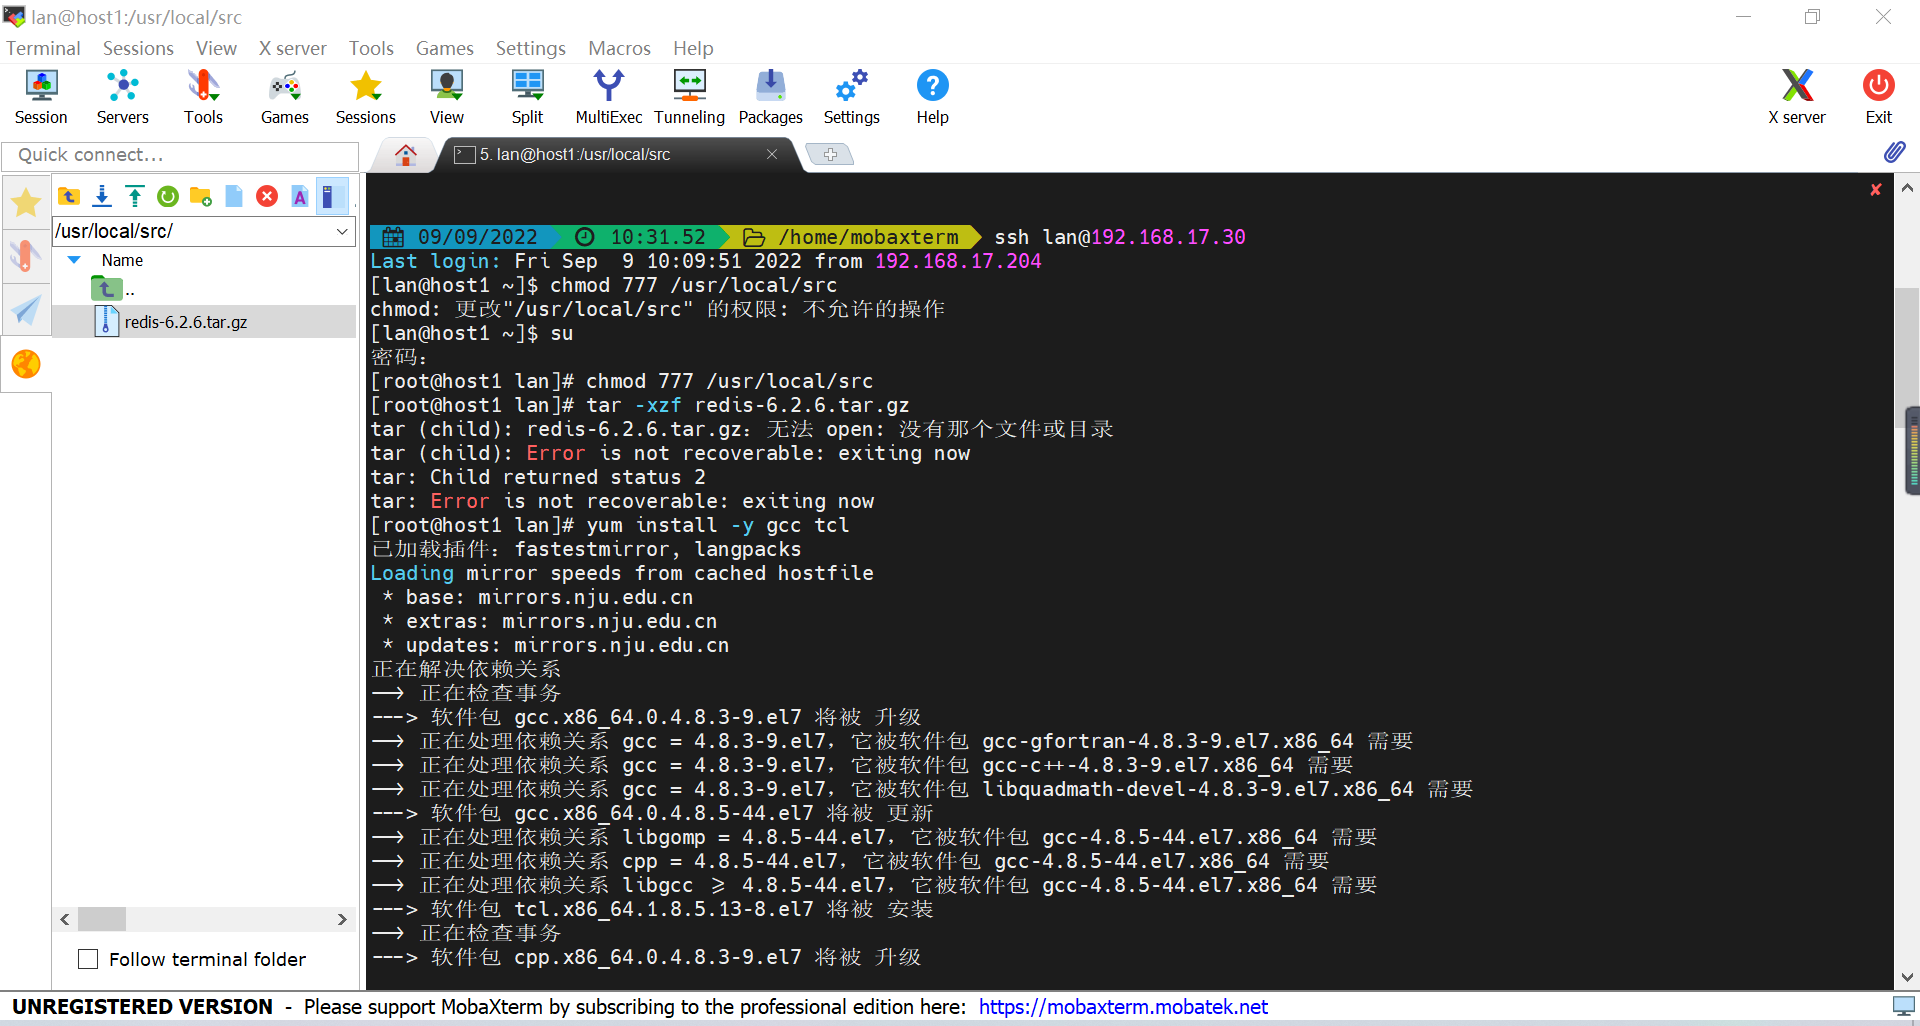 lan@host1:/usr/local/src
Terminal Sessions View X server Tools Games Settings Macros Help
Session Servers Tools Games Sessions View Split MultiExec Tunneling Packages Settings Help X server Exit
Quick connect...
5. lan@host1:/usr/local/src
/usr/local/src/
Name
..
redis-6.2.6.tar.gz
09/09/2022 10:31.52 /home/mobaxterm ssh lan@192.168.17.30
Last login: Fri Sep  9 10:09:51 2022 from 192.168.17.204
[lan@host1 ~]$ chmod 777 /usr/local/src
chmod: 更改"/usr/local/src" 的权限: 不允许的操作
[lan@host1 ~]$ su
密码：
[root@host1 lan]# chmod 777 /usr/local/src
[root@host1 lan]# tar -xzf redis-6.2.6.tar.gz
tar (child): redis-6.2.6.tar.gz：无法 open: 没有那个文件或目录
tar (child): Error is not recoverable: exiting now
tar: Child returned status 2
tar: Error is not recoverable: exiting now
[root@host1 lan]# yum install -y gcc tcl
已加载插件：fastestmirror, langpacks
Loading mirror speeds from cached hostfile
 * base: mirrors.nju.edu.cn
 * extras: mirrors.nju.edu.cn
 * updates: mirrors.nju.edu.cn
正在解决依赖关系
--> 正在检查事务
---> 软件包 gcc.x86_64.0.4.8.3-9.el7 将被 升级
--> 正在处理依赖关系 gcc = 4.8.3-9.el7，它被软件包 gcc-gfortran-4.8.3-9.el7.x86_64 需要
--> 正在处理依赖关系 gcc = 4.8.3-9.el7，它被软件包 gcc-c++-4.8.3-9.el7.x86_64 需要
--> 正在处理依赖关系 gcc = 4.8.3-9.el7，它被软件包 libquadmath-devel-4.8.3-9.el7.x86_64 需要
---> 软件包 gcc.x86_64.0.4.8.5-44.el7 将被 更新
--> 正在处理依赖关系 libgomp = 4.8.5-44.el7，它被软件包 gcc-4.8.5-44.el7.x86_64 需要
--> 正在处理依赖关系 cpp = 4.8.5-44.el7，它被软件包 gcc-4.8.5-44.el7.x86_64 需要
--> 正在处理依赖关系 libgcc >= 4.8.5-44.el7，它被软件包 gcc-4.8.5-44.el7.x86_64 需要
---> 软件包 tcl.x86_64.1.8.5.13-8.el7 将被 安装
--> 正在检查事务
---> 软件包 cpp.x86_64.0.4.8.3-9.el7 将被 升级
Follow terminal folder
UNREGISTERED VERSION - Please support MobaXterm by subscribing to the professional edition here: https://mobaxterm.mobatek.net